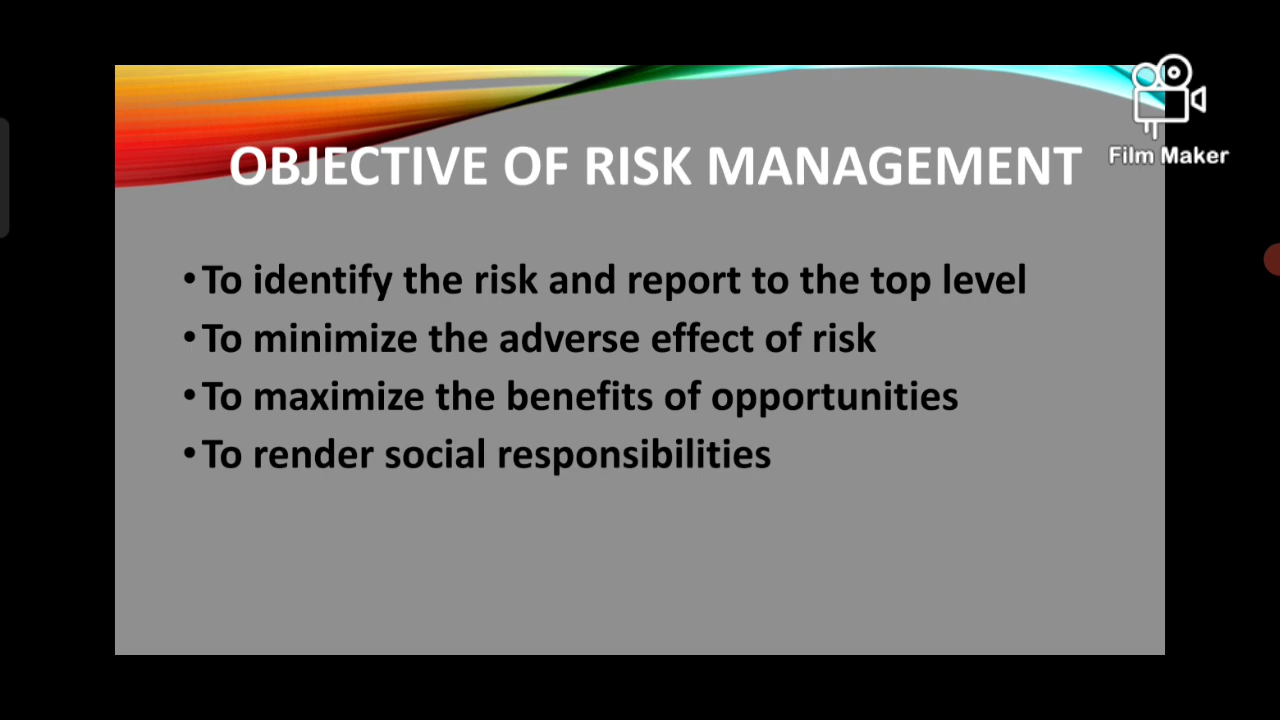 OBJECTIVE OF RISK MANAGEMENT
Film Maker
• To identify the risk and report to the top level
• To minimize the adverse effect of risk
• To maximize the benefits of opportunities
• To render social responsibilities